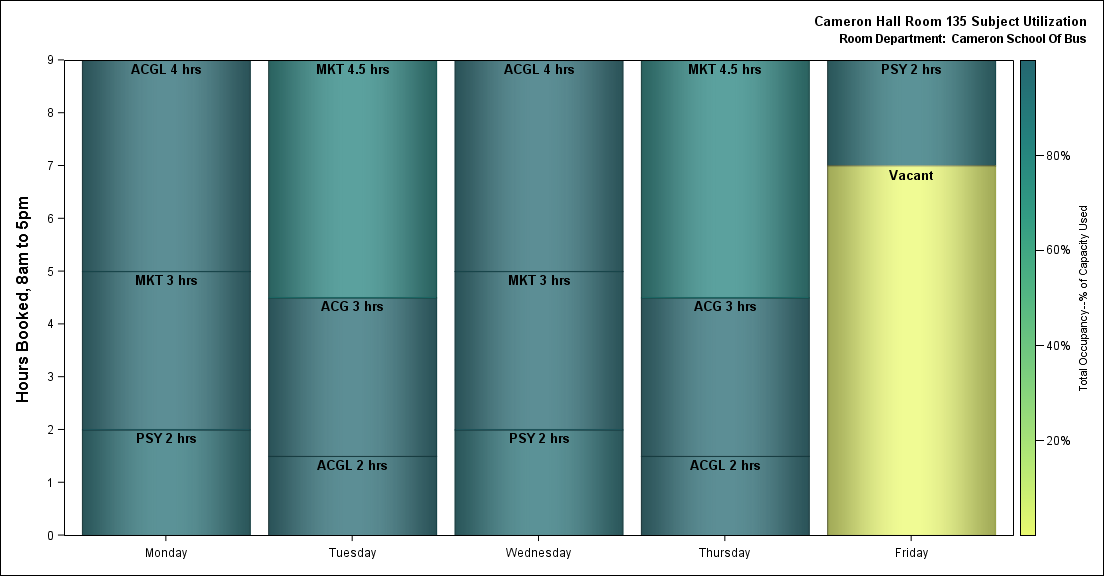 Cameron Hall Room 135 Subject Utilization
Room Department: Cameron School Of Bus
Hours Booked, 8am to 5pm
9
8
7
6
5
4
3
2
1
0
ACGL 4 hrs
MKT 3 hrs
PSY 2 hrs
MKT 4.5 hrs
ACG 3 hrs
ACGL 2 hrs
ACGL 4 hrs
MKT 3 hrs
PSY 2 hrs
MKT 4.5 hrs
ACG 3 hrs
ACGL 2 hrs
PSY 2 hrs
Vacant
Monday
Tuesday
Wednesday
Thursday
Friday
80%
60%
40%
20%
Total Occupancy--% of Capacity Used